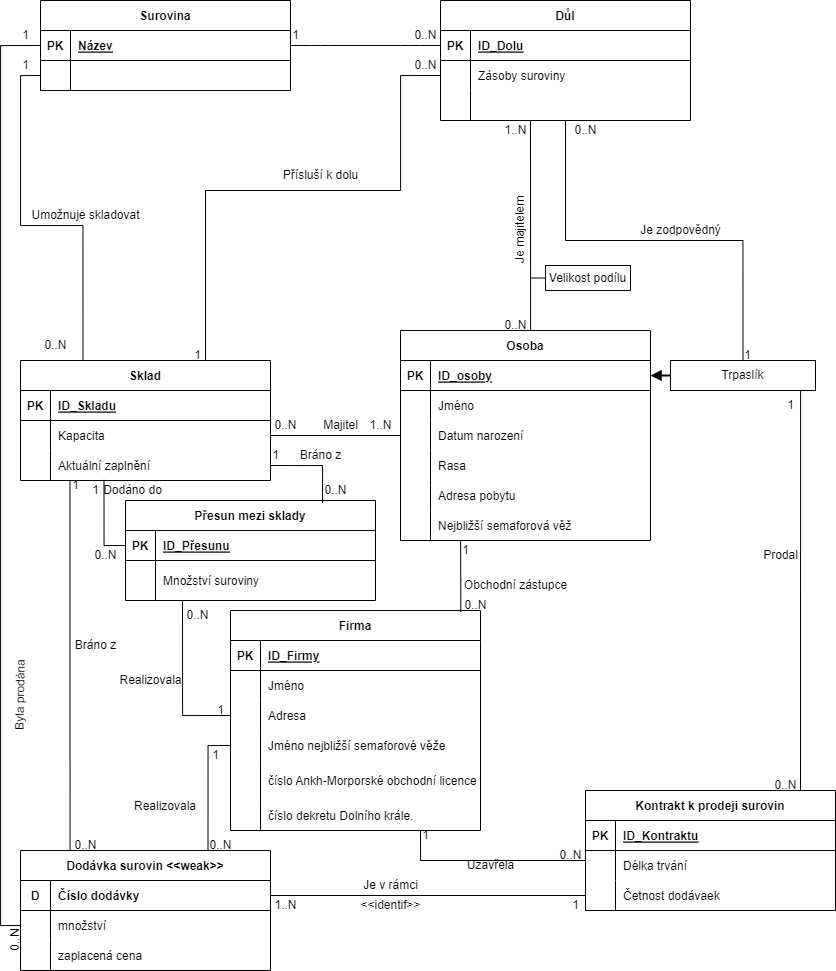 Surovina
PK Název
Důl
PK ID_Dolu
Zásoby suroviny
1
1
0..N
1
0..N
1..N
0..N
Přísluší k dolu
Umožnuje skladovat
Je majitelem
Je zodpovědný
Velikost podílu
0..N
0..N
1
1
Sklad
PK ID_Skladu
Kapacita
Aktuální zaplnění
Osoba
PK ID_osoby
Jméno
Datum narození
Rasa
Adresa pobytu
Nejbližší semaforová věž
Trpaslík
1
0..N Majitel 1..N
1 Bráno z
0..N
1
1 Dodáno do
0..N
Přesun mezi sklady
PK ID_Přesunu
Množství suroviny
1
Obchodní zástupce
0..N
Prodal
0..N
Realizovala
1
Firma
PK ID_Firmy
Jméno
Adresa
Jméno nejbližší semaforové věže
číslo Ankh-Morporské obchodní licence
číslo dekretu Dolního krále.
Bráno z
Byla prodána
1
Realizovala
0..N
0..N
0..N
Kontrakt k prodeji surovin
PK ID_Kontraktu
Délka trvání
Četnost dodávaek
1
Uzavřela
0..N
Dodávka surovin <<weak>>
D Číslo dodávky
množství
zaplacená cena
Je v rámci
1..N <<identif>> 1
0..N